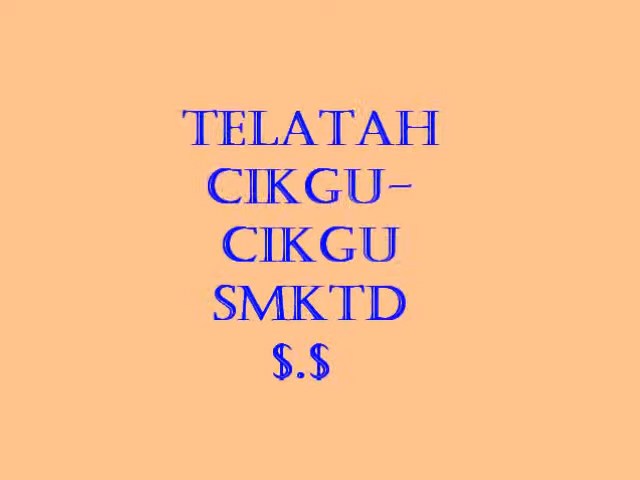 TELATAH
CIKGU-
CIKGU
SMKTD
$.$